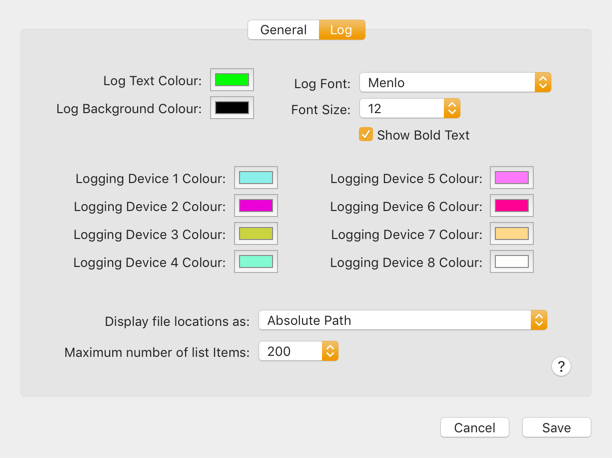 General Log
Log Text Colour: Log Font: Menlo
Log Background Colour: Font Size: 12
Show Bold Text
Logging Device 1 Colour: Logging Device 5 Colour:
Logging Device 2 Colour: Logging Device 6 Colour:
Logging Device 3 Colour: Logging Device 7 Colour:
Logging Device 4 Colour: Logging Device 8 Colour:
Display file locations as: Absolute Path
Maximum number of list Items: 200
?
Cancel Save